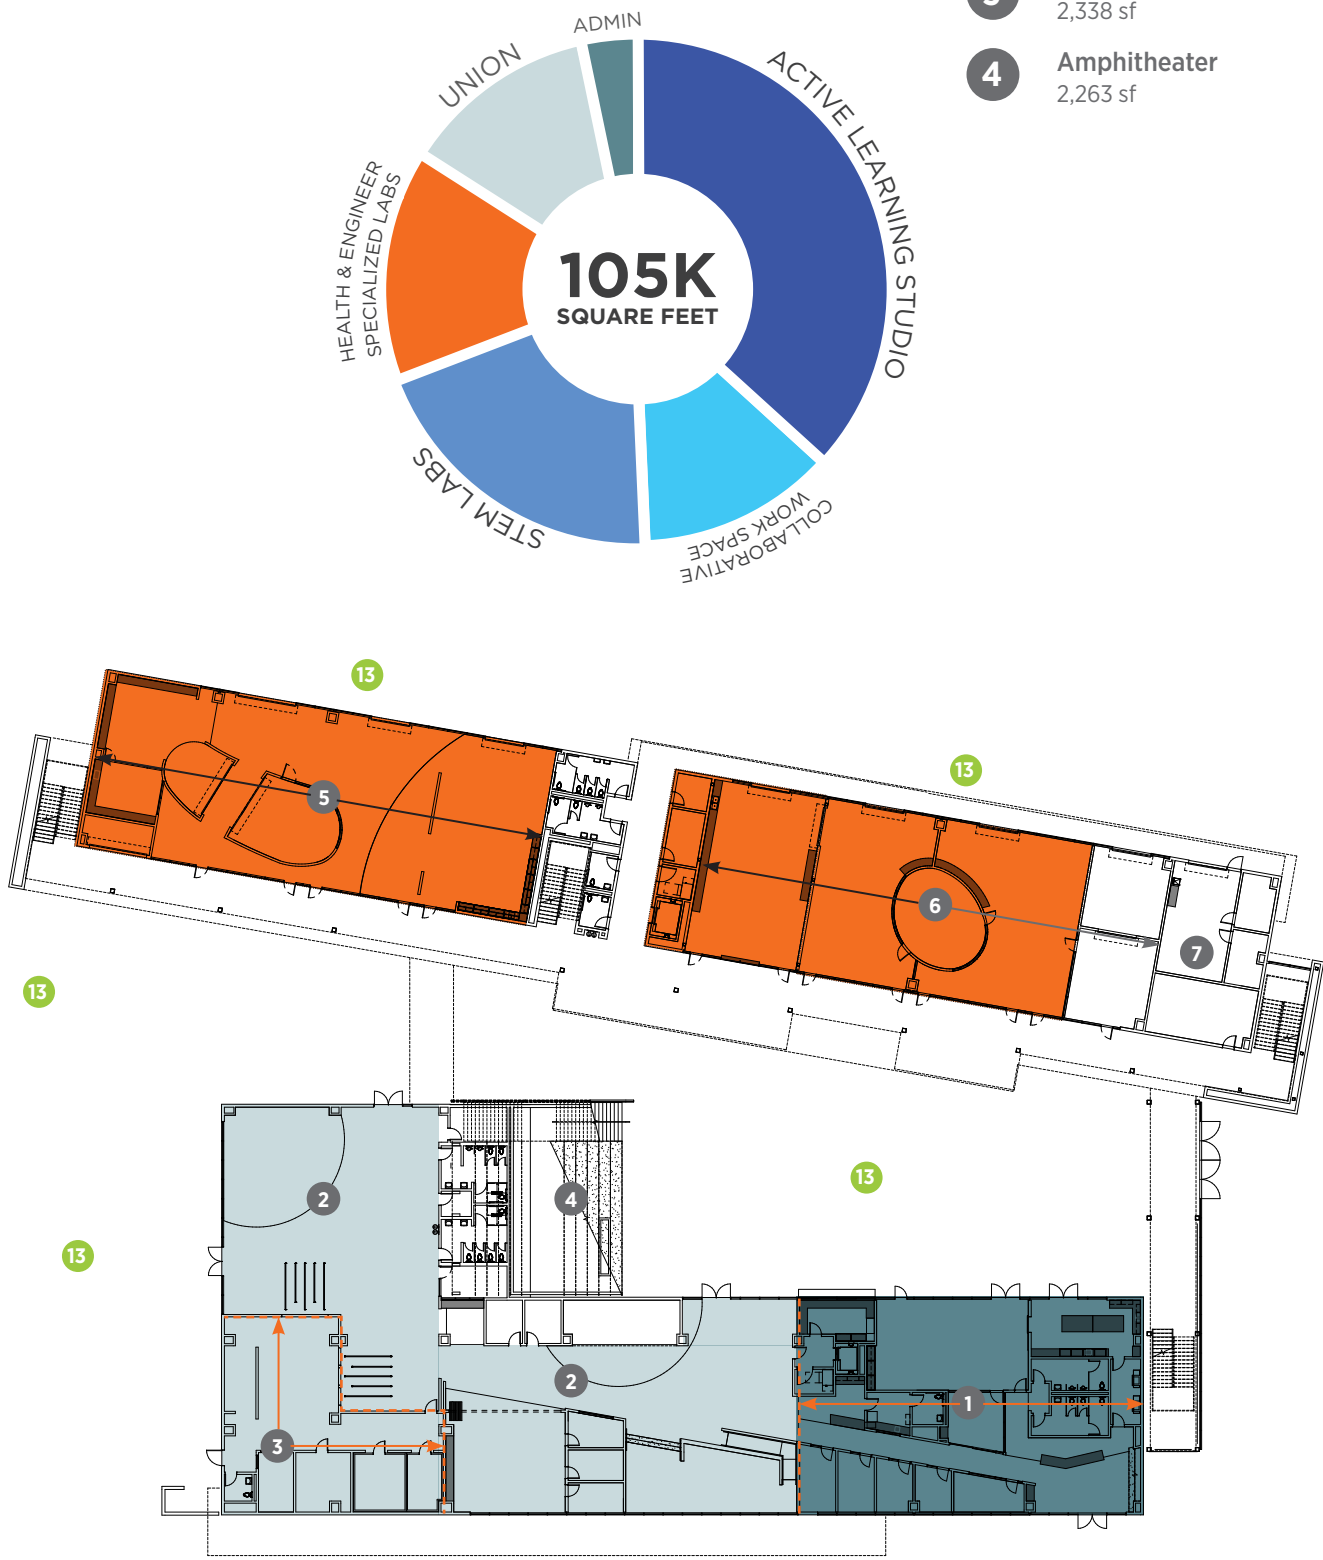 2,338 sf
4
Amphitheater
2,263 sf
ADMIN
UNION
ACTIVE LEARNING STUDIO
HEALTH & ENGINEER
SPECIALIZED LABS
105K
SQUARE FEET
STEM LABS
COLLABORATIVE
WORK SPACE
13
13
5
6
7
13
13
2
4
13
2
1
3